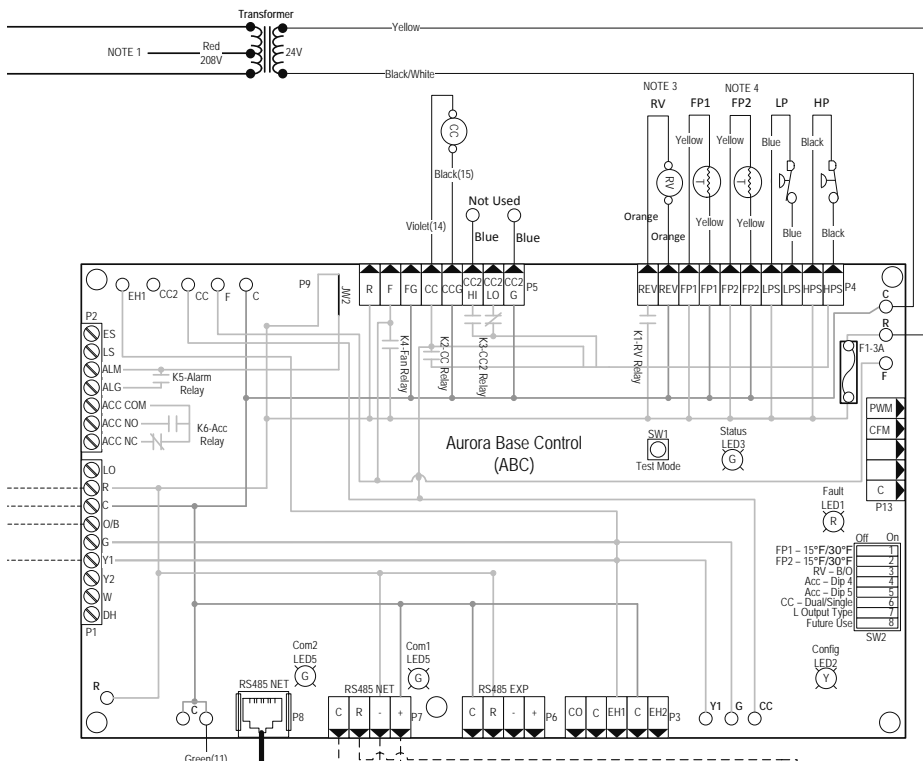 Transformer
Yellow
NOTE 1
Red
208V
24V
Black/White
NOTE 3
NOTE 4
RV
FP1
FP2
LP
HP
CC
Yellow
Yellow
Blue
Black
Black(15)
RV
T
T
Not Used
Violet(14)
Blue
Blue
Orange
Orange
Yellow
Yellow
Blue
Black
EH1
CC2
CC
F
C
P9
JW2
R
F
FG
CC
CCG
CC2 HI
CC2 LO
CC2 G
P5
REV
REV
FP1
FP1
FP2
FP2
LPS
LPS
HPS
HPS
P4
C
R
F1-3A
F
P2
ES
LS
ALM
ALG
ACC COM
ACC NO
ACC NC
K5-Alarm
Relay
K6-Acc
Relay
K4-Fan Relay
K2-CC Relay
K3-CC2 Relay
K1-RV Relay
PWM
CFM
C
P13
Aurora Base Control
(ABC)
SW1
Test Mode
Status
LED3
G
LO
R
C
O/B
G
Y1
Y2
W
DH
P1
Fault
LED1
R
Off
On
FP1 – 15°F/30°F
1
FP2 – 15°F/30°F
2
RV – B/O
3
Acc – Dip 4
4
Acc – Dip 5
5
CC – Dual/Single
6
L Output Type
7
Future Use
8
SW2
Config
LED2
Y
Com2
LED5
G
Com1
LED5
G
R
C
RS485 NET
P8
RS485 NET
C
R
-
+
P7
RS485 EXP
C
R
-
+
P6
CO
C
EH1
C
EH2
P3
Y1
G
CC
Green(11)